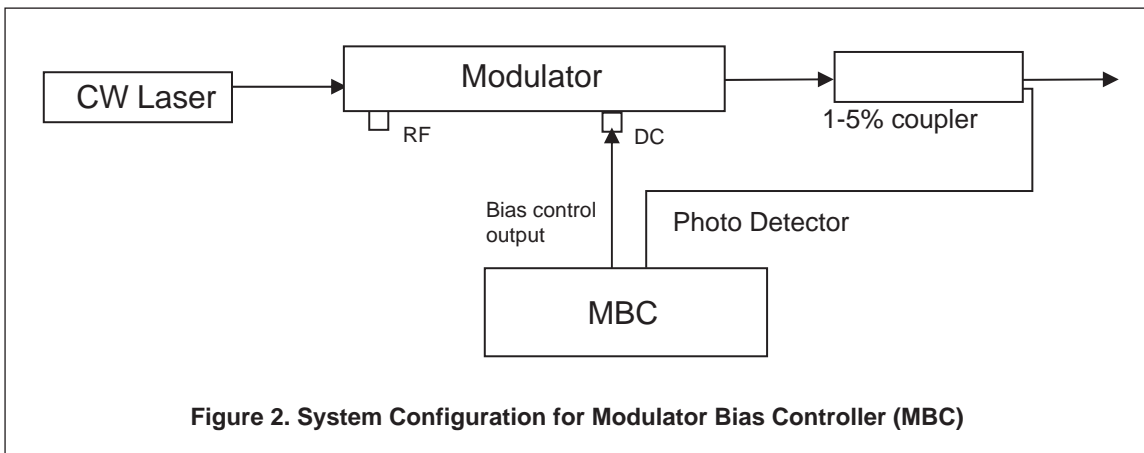 CW Laser
Modulator
RF
DC
1-5% coupler
Bias control
output
Photo Detector
MBC
Figure 2. System Configuration for Modulator Bias Controller (MBC)